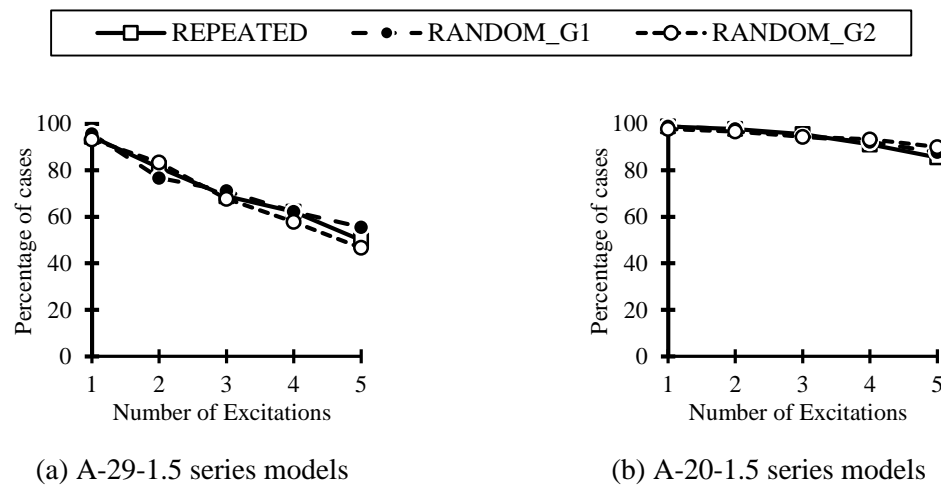 REPEATED RANDOM_G1 RANDOM_G2
Percentage of cases
100
80
60
40
20
0
1 2 3 4 5
Number of Excitations
(a) A-29-1.5 series models
Percentage of cases
100
80
60
40
20
0
1 2 3 4 5
Number of Excitations
(b) A-20-1.5 series models